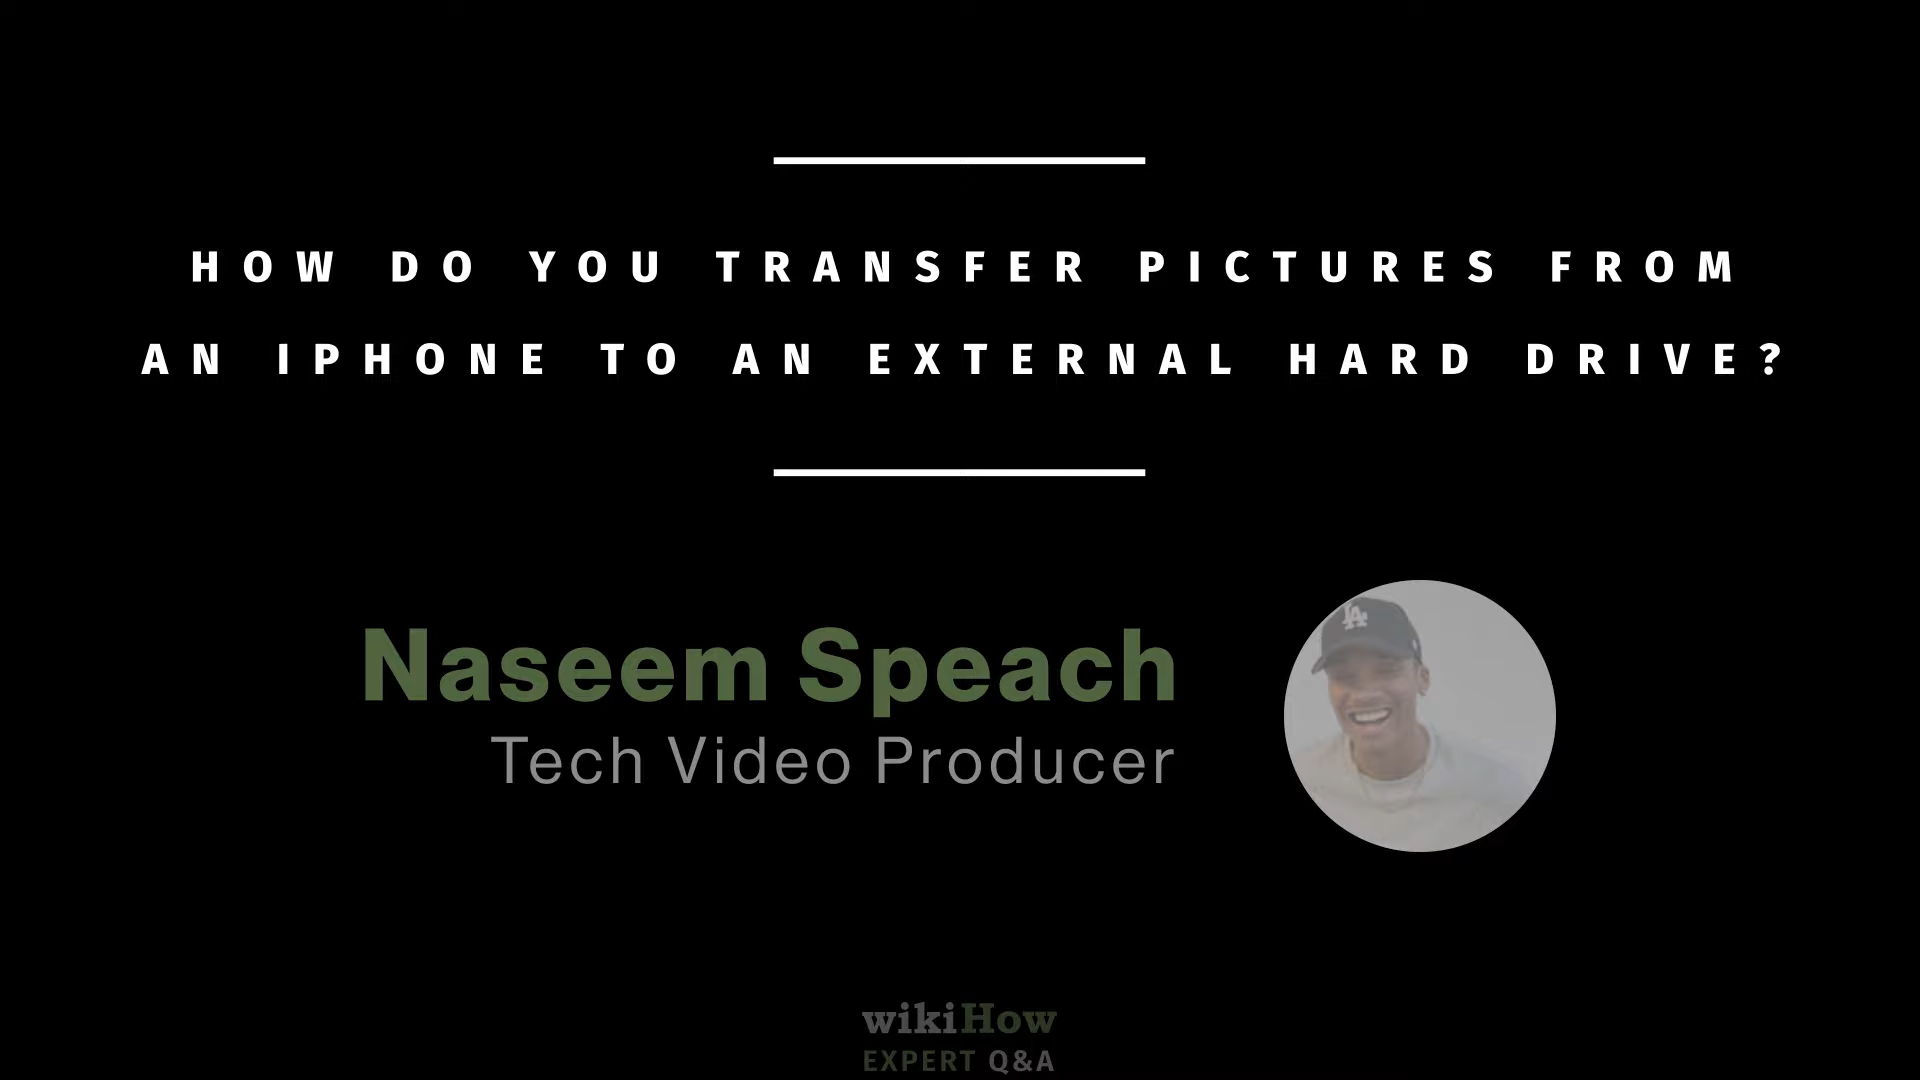 HOW DO YOU TRANSFER PICTURES FROM
AN IPHONE TO AN EXTERNAL HARD DRIVE?
Naseem Speach
Tech Video Producer
LA
wikiHow
EXPERT Q&A